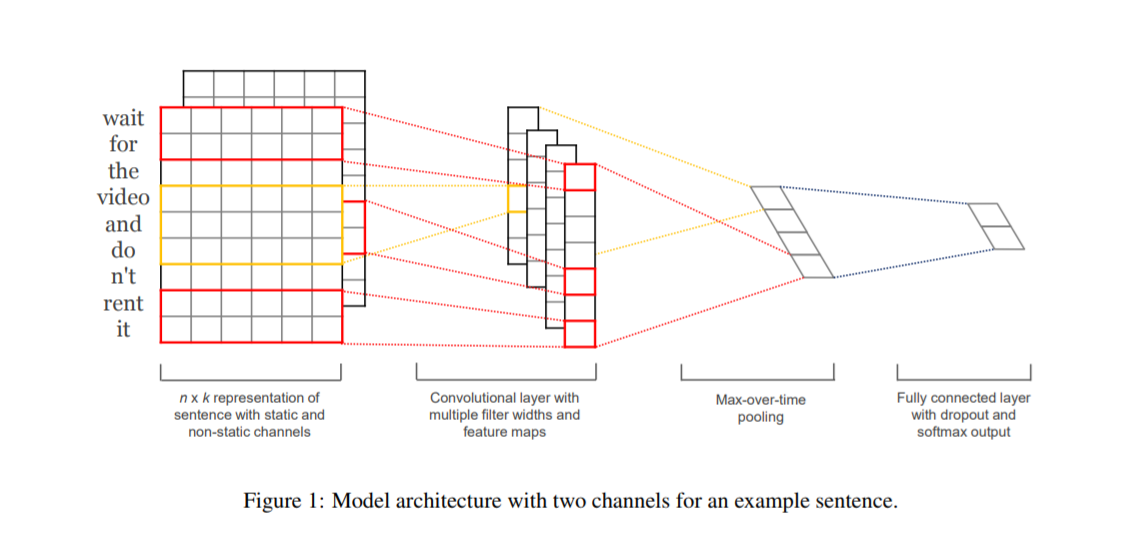 wait
for
the
video
and
do
n't
rent
it
n x k representation of
sentence with static and
non-static channels
Convolutional layer with
multiple filter widths and
feature maps
Max-over-time
pooling
Fully connected layer
with dropout and
softmax output
Figure 1: Model architecture with two channels for an example sentence.